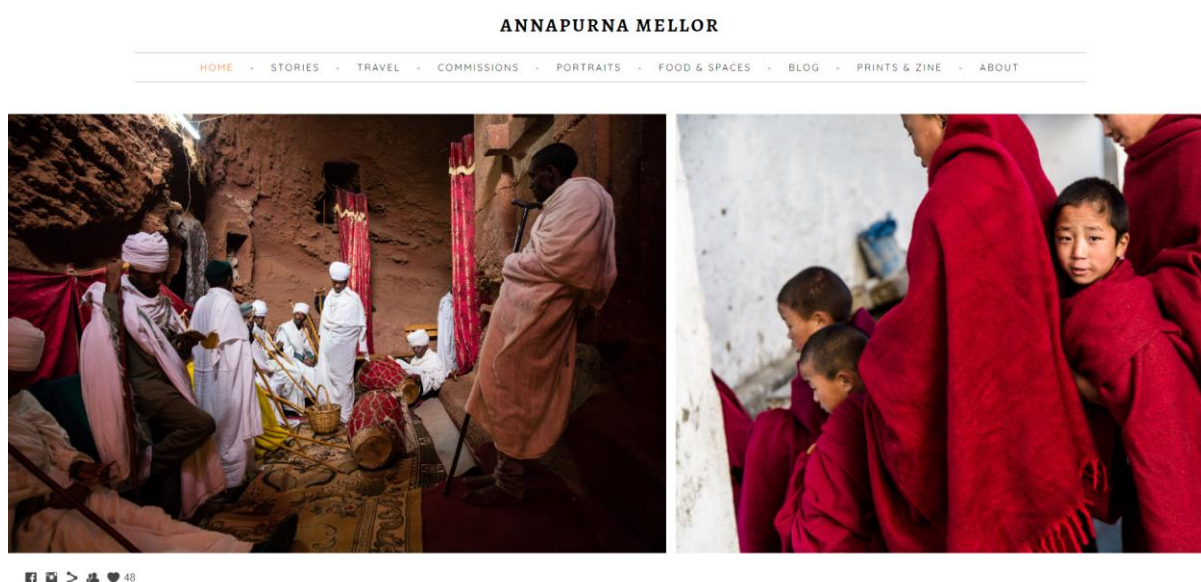 ANNAPURNA MELLOR
HOME - STORIES - TRAVEL - COMMISSIONS - PORTRAITS - FOOD & SPACES - BLOG - PRINTS & ZINE - ABOUT
48